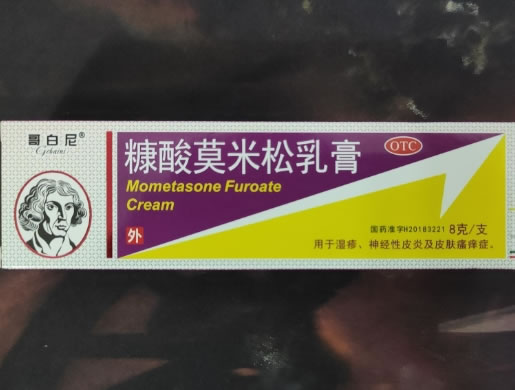 哥白尼®
糠酸莫米松乳膏
OTC
Mometasone Furoate
Cream
外
国药准字H20183221 8克/支
用于湿疹、神经性皮炎及皮肤瘙痒症。